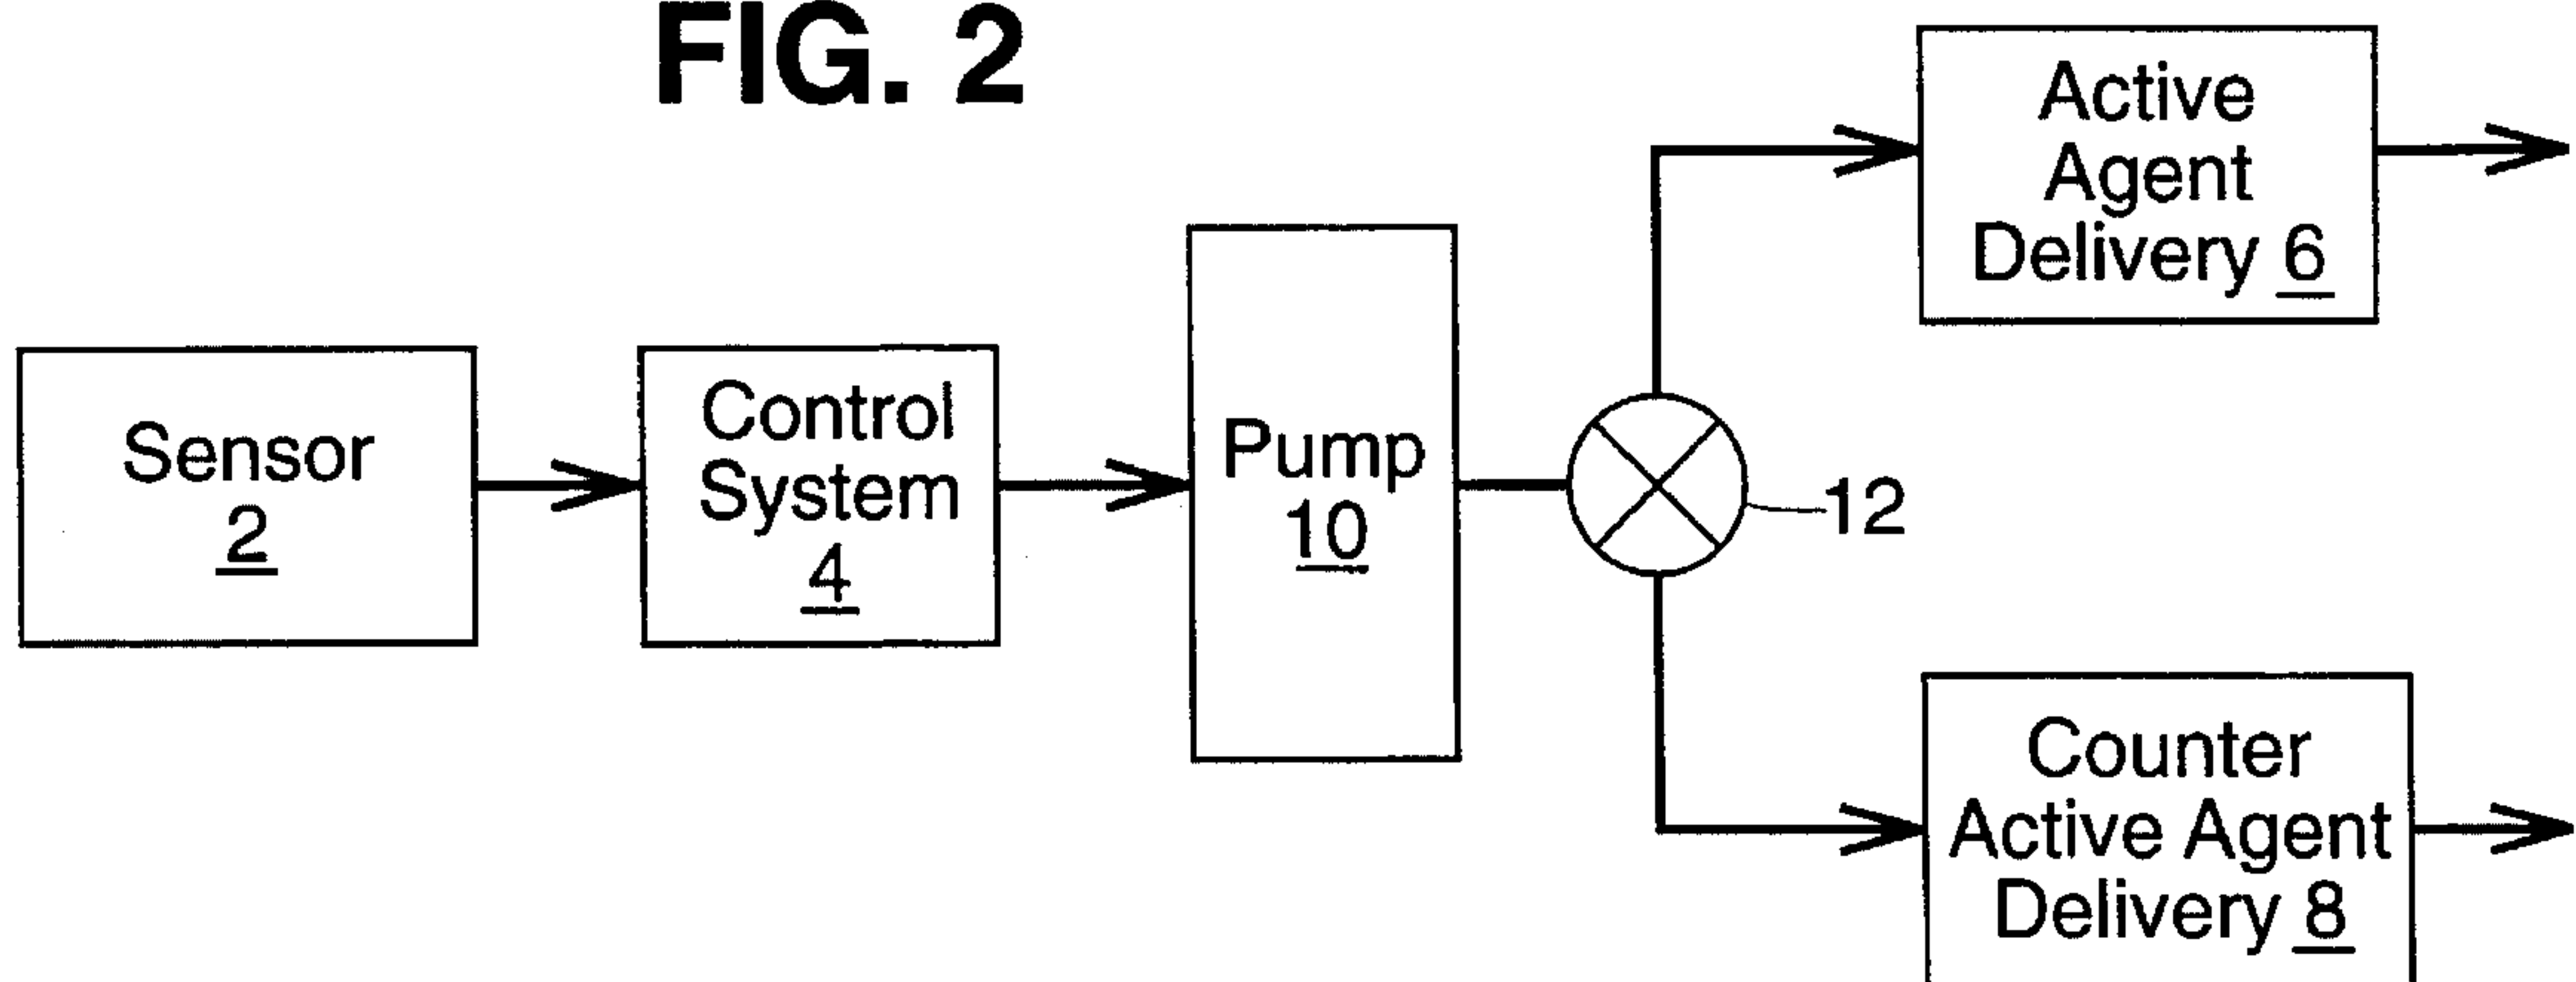 FIG. 2
Active
Agent
Delivery 6
Sensor
2
Control
System
4
Pump
10
12
Counter
Active Agent
Delivery 8